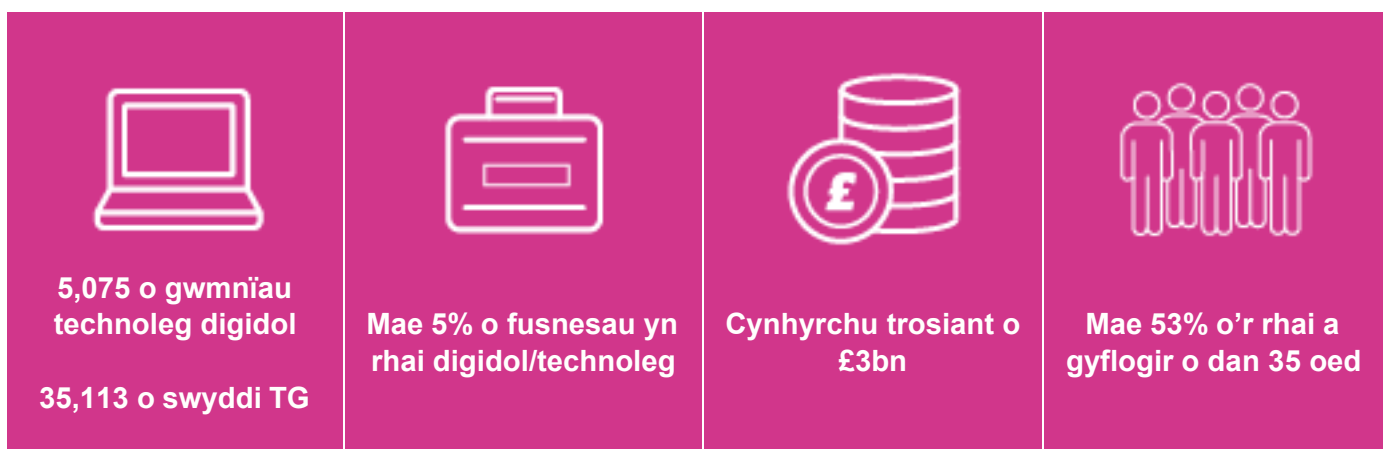 £
5,075 o gwmnïau
technoleg digidol
35,113 o swyddi TG
Mae 5% o fusnesau yn
rhai digidol/technoleg
Cynhyrchu trosiant o
£3bn
Mae 53% o’r rhai a
gyflogir o dan 35 oed